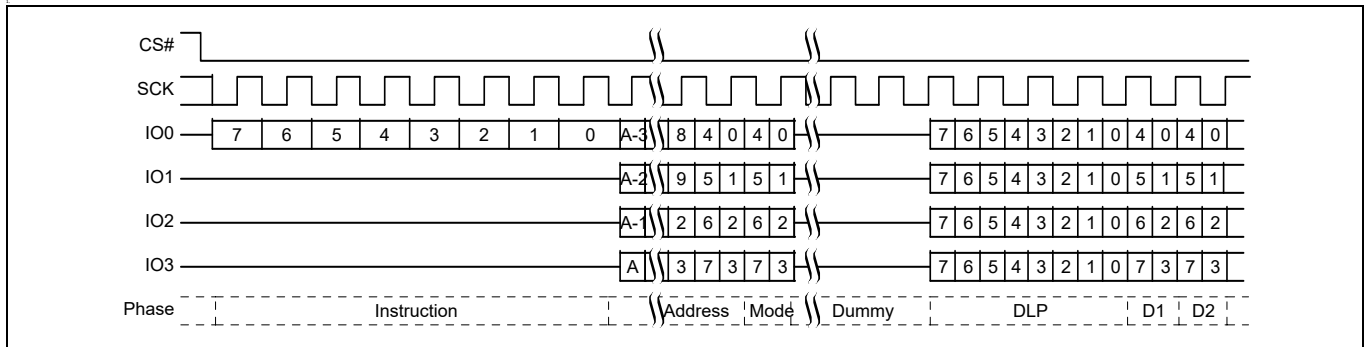 CS#
SCK
IO0 7 6 5 4 3 2 1 0 A-3 8 4 0 4 0 7 6 5 4 3 2 1 0 4 0 4 0
IO1 A-2 9 5 1 5 1 7 6 5 4 3 2 1 0 5 1 5 1
IO2 A-1 2 6 2 6 2 7 6 5 4 3 2 1 0 6 2 6 2
IO3 A 3 7 3 7 3 7 6 5 4 3 2 1 0 7 3 7 3
Phase Instruction Address Mode Dummy DLP D1 D2